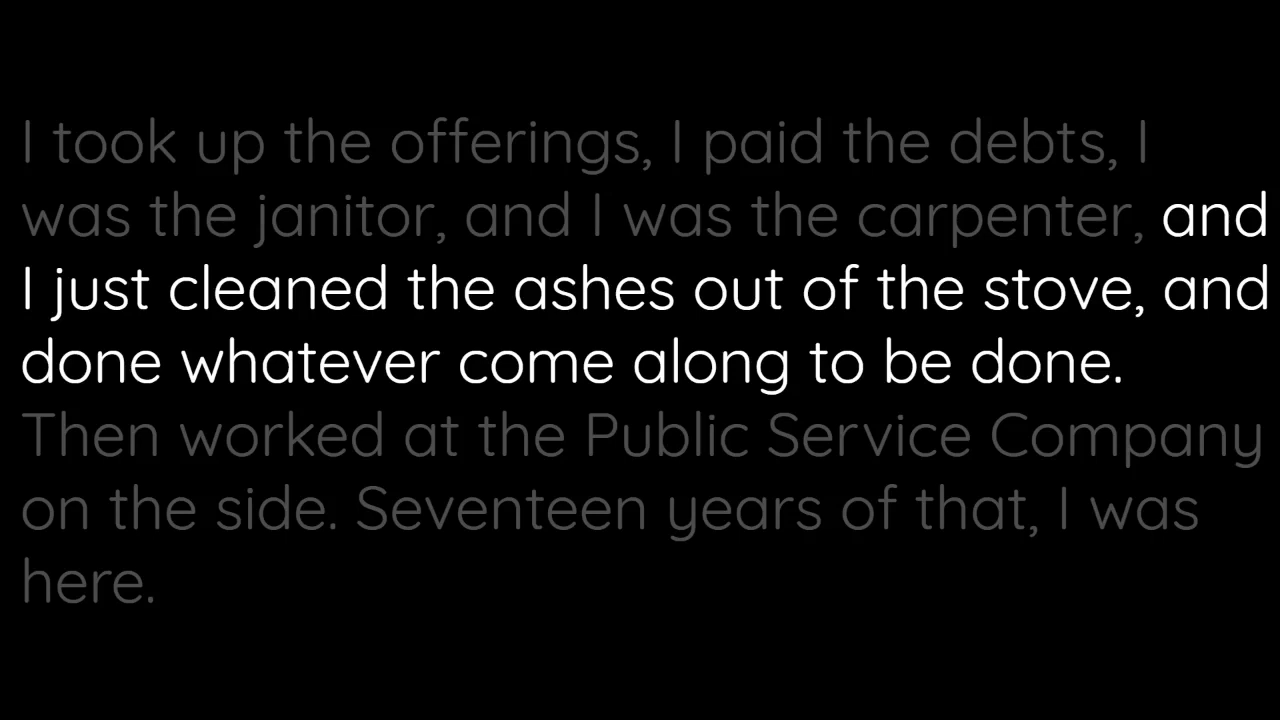 I took up the offerings, I paid the debts, I
was the janitor, and I was the carpenter, and
I just cleaned the ashes out of the stove, and
done whatever come along to be done.
Then worked at the Public Service Company
on the side. Seventeen years of that, I was
here.